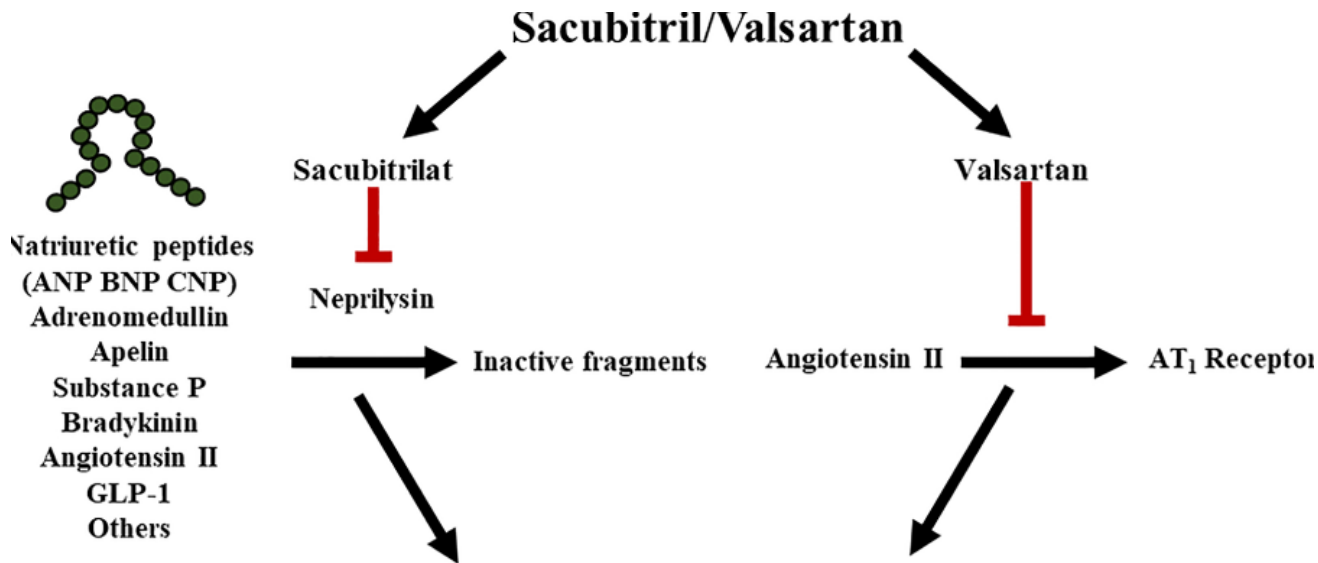 Sacubitril/Valsartan
Sacubitrilat
Valsartan
Natriuretic peptides
(ANP BNP CNP)
Adrenomedullin
Apelin
Substance P
Bradykinin
Angiotensin II
GLP-1
Others
Neprilysin
Inactive fragments
Angiotensin II
AT₁ Receptor